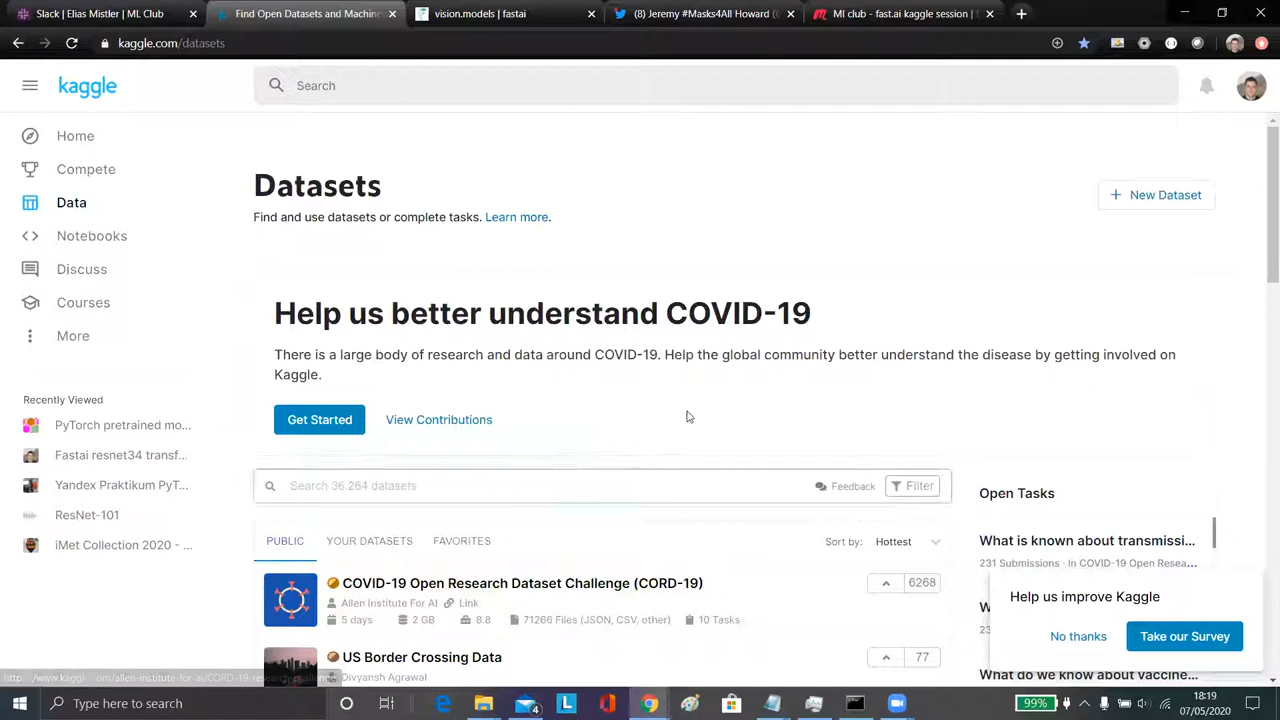 Slack | Elias Mistler | ML Club
Find Open Datasets and Machine
vision.models | fastai
(8) Jeremy #Masks4All Howard (
Ml club - fast.ai kaggle session |
kaggle.com/datasets
kaggle
Search
Home
Compete
Data
Notebooks
Discuss
Courses
More
Recently Viewed
PyTorch pretrained mo...
Fastai resnet34 transf...
Yandex Praktikum PyT...
ResNet-101
iMet Collection 2020 - ...
Datasets
Find and use datasets or complete tasks. Learn more.
+ New Dataset
Help us better understand COVID-19
There is a large body of research and data around COVID-19. Help the global community better understand the disease by getting involved on
Kaggle.
Get Started
View Contributions
Search 36,264 datasets
Feedback
Filter
PUBLIC
YOUR DATASETS
FAVORITES
Sort by:
Hottest
COVID-19 Open Research Dataset Challenge (CORD-19)
Allen Institute For AI
Link
5 days
2 GB
8.8
71266 Files (JSON, CSV, other)
10 Tasks
6268
US Border Crossing Data
Divyansh Agrawal
77
Open Tasks
What is known about transmissi...
231 Submissions · In COVID-19 Open Resea...
What do we know about vaccine...
Help us improve Kaggle
No thanks
Take our Survey
Type here to search
4
99%
18:19
07/05/2020